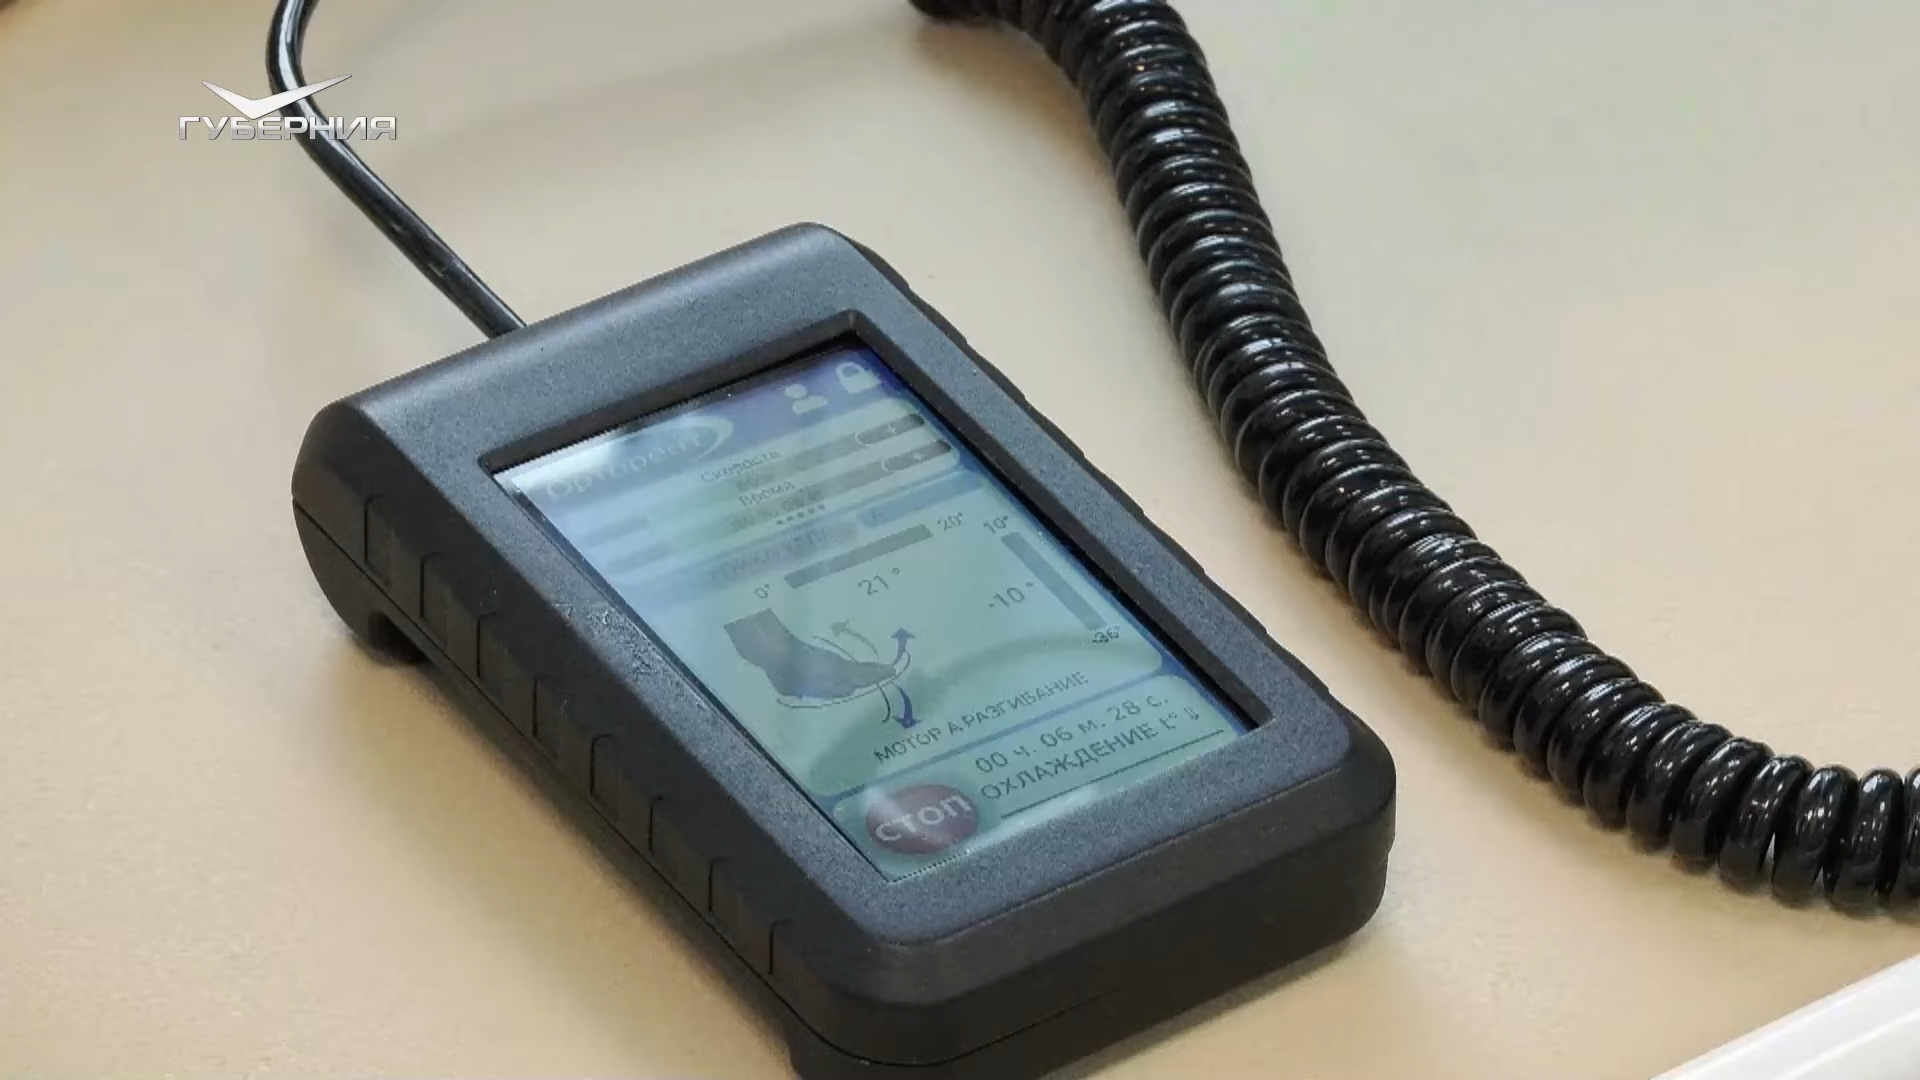 ГУБЕРНИЯ
Скорость
Время
0° 20° 10°
21°
-10°
-36°
МОТОР А РАЗГИБАНИЕ
00 ч. 06 м. 28 с.
ОХЛАЖДЕНИЕ t°
СТОП